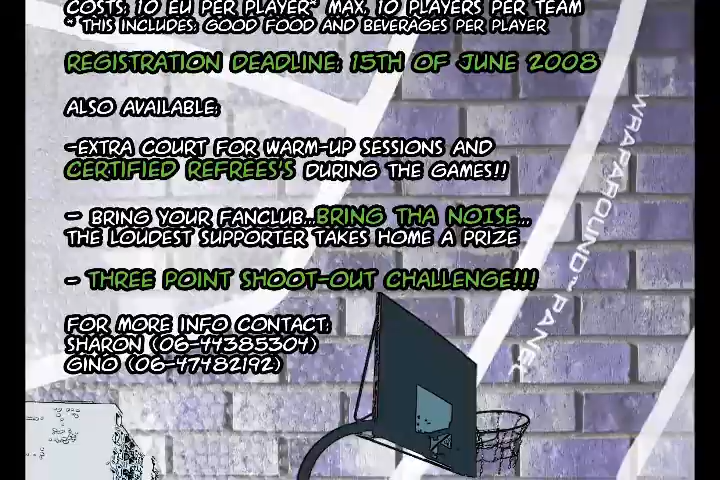 COSTS: 10 EU PER PLAYER* MAX. 10 PLAYERS PER TEAM
* THIS INCLUDES: GOOD FOOD AND BEVERAGES PER PLAYER
REGISTRATION DEADLINE: 15TH OF JUNE 2008
ALSO AVAILABLE:
-EXTRA COURT FOR WARM-UP SESSIONS AND
CERTIFIED REFREES'S DURING THE GAMES!!
- BRING YOUR FANCLUB...BRING THA NOISE...
THE LOUDEST SUPPORTER TAKES HOME A PRIZE
- THREE POINT SHOOT-OUT CHALLENGE!!!
FOR MORE INFO CONTACT:
SHARON (06-44385304)
GINO (06-47482192)
WRAPAROUND™ PANEL